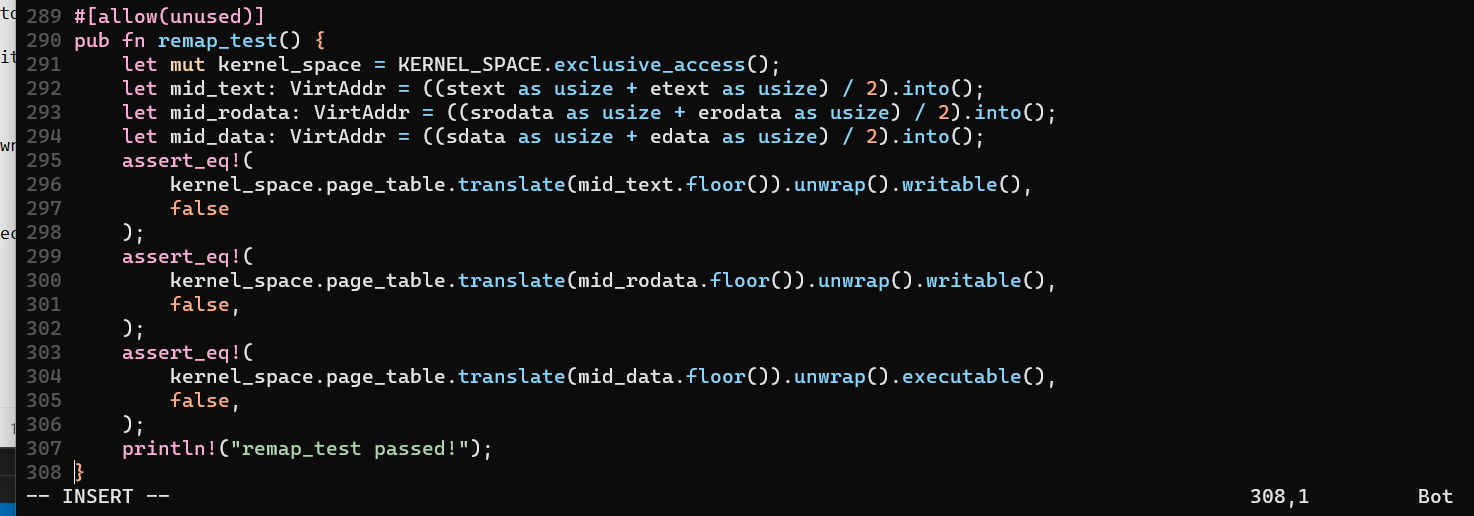 289 #[allow(unused)]
290 pub fn remap_test() {
291     let mut kernel_space = KERNEL_SPACE.exclusive_access();
292     let mid_text: VirtAddr = ((stext as usize + etext as usize) / 2).into();
293     let mid_rodata: VirtAddr = ((srodata as usize + erodata as usize) / 2).into();
294     let mid_data: VirtAddr = ((sdata as usize + edata as usize) / 2).into();
295     assert_eq!(
296         kernel_space.page_table.translate(mid_text.floor()).unwrap().writable(),
297         false
298     );
299     assert_eq!(
300         kernel_space.page_table.translate(mid_rodata.floor()).unwrap().writable(),
301         false,
302     );
303     assert_eq!(
304         kernel_space.page_table.translate(mid_data.floor()).unwrap().executable(),
305         false,
306     );
307     println!("remap_test passed!");
308 }
-- INSERT -- 308,1 Bot